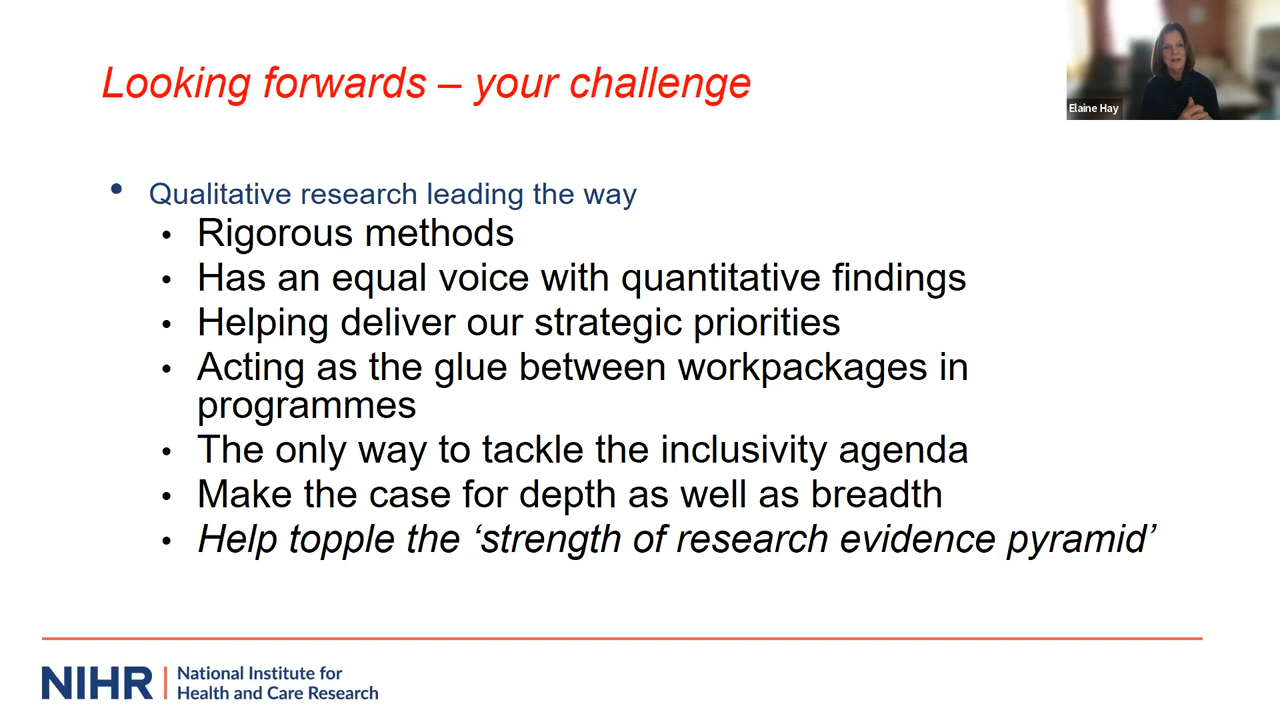 Looking forwards – your challenge
Elaine Hay
• Qualitative research leading the way
• Rigorous methods
• Has an equal voice with quantitative findings
• Helping deliver our strategic priorities
• Acting as the glue between workpackages in
programmes
• The only way to tackle the inclusivity agenda
• Make the case for depth as well as breadth
• Help topple the ‘strength of research evidence pyramid’
NIHR | National Institute for
Health and Care Research